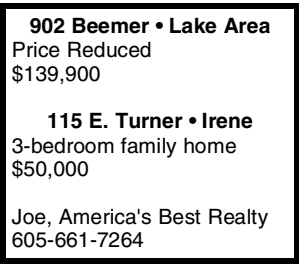 902 Beemer • Lake Area
Price Reduced
$139,900
115 E. Turner • Irene
3-bedroom family home
$50,000
Joe, America's Best Realty
605-661-7264